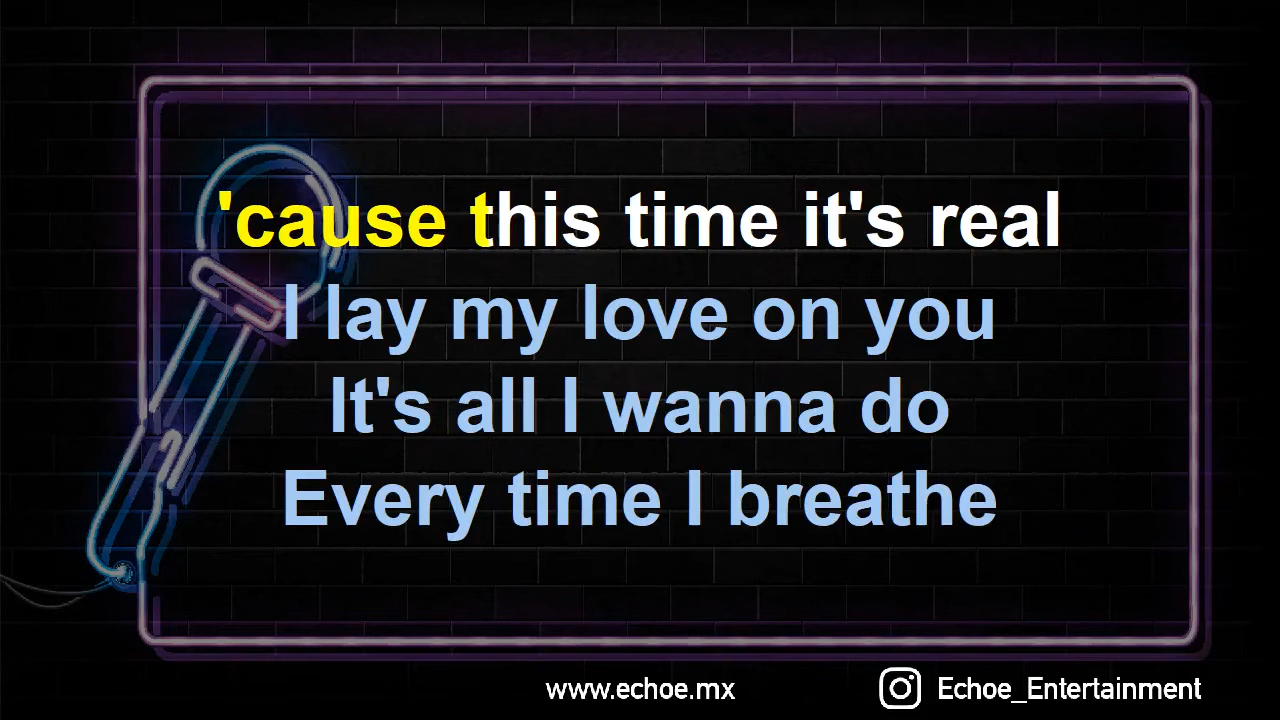 'cause this time it's real
I lay my love on you
It's all I wanna do
Every time I breathe
www.echoe.mx
Echoe_Entertainment